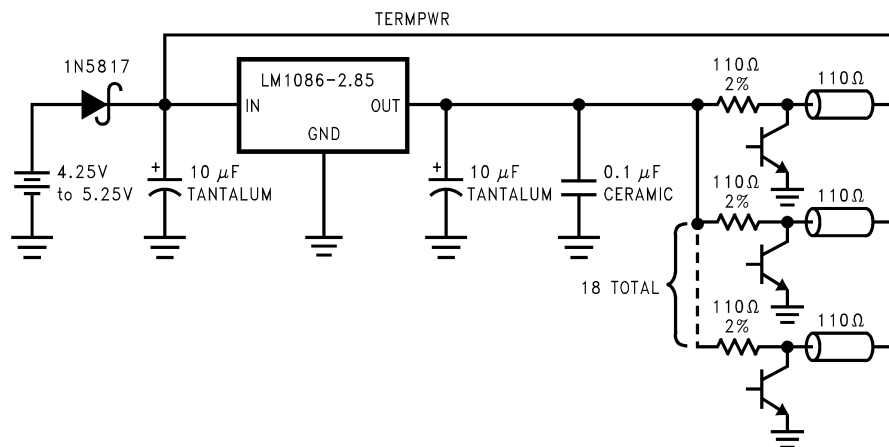 TERMPWR
1N5817
LM1086-2.85
IN
OUT
GND
4.25V
to 5.25V
+
10 μF
TANTALUM
+
10 μF
TANTALUM
0.1 μF
CERAMIC
110Ω
2%
110Ω
110Ω
2%
110Ω
18 TOTAL
110Ω
2%
110Ω